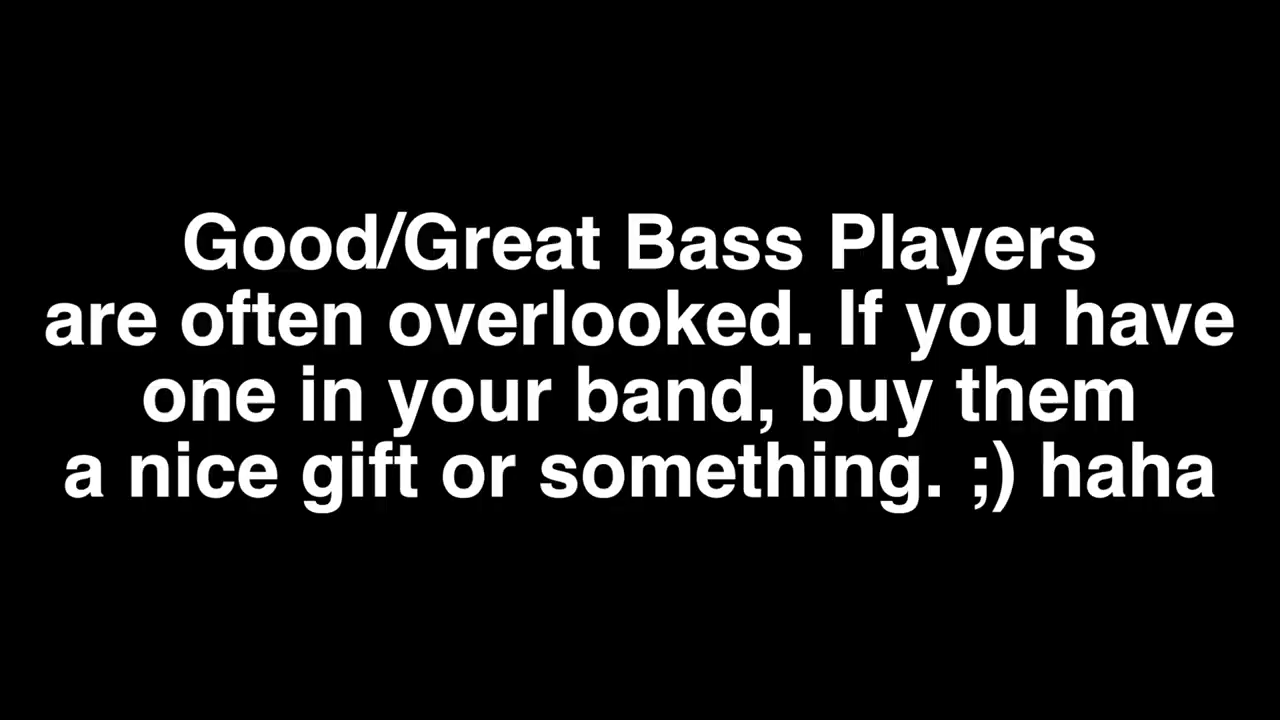 Good/Great Bass Players
are often overlooked. If you have
one in your band, buy them
a nice gift or something. ;) haha